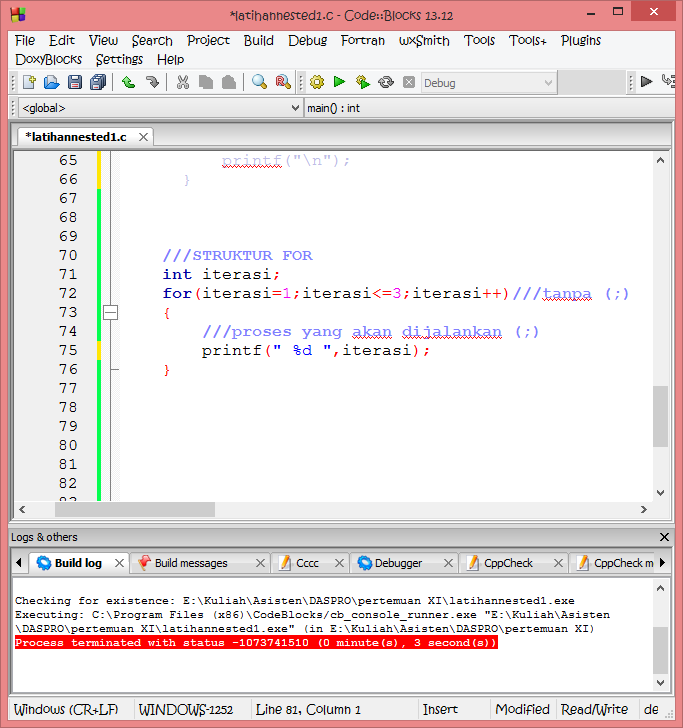 *latihannested1.c - Code::Blocks 13.12
File Edit View Search Project Build Debug Fortran wxSmith Tools Tools+ Plugins
DoxyBlocks Settings Help
Debug
<global> main() : int
*latihannested1.c
65 printf("\n");
66 }
67
68
69
70 ///STRUKTUR FOR
71 int iterasi;
72 for(iterasi=1;iterasi<=3;iterasi++)///tanpa (;)
73 {
74 ///proses yang akan dijalankan (;)
75 printf(" %d ",iterasi);
76 }
77
78
79
80
81
82
Logs & others
Build log Build messages Cccc Debugger CppCheck CppCheck m
Checking for existence: E:\Kuliah\Asisten\DASPRO\pertemuan XI\latihannested1.exe
Executing: C:\Program Files (x86)\CodeBlocks/cb_console_runner.exe "E:\Kuliah\Asisten
\DASPRO\pertemuan XI\latihannested1.exe" (in E:\Kuliah\Asisten\DASPRO\pertemuan XI)
Process terminated with status -1073741510 (0 minute(s), 3 second(s))
Windows (CR+LF) WINDOWS-1252 Line 81, Column 1 Insert Modified Read/Write de